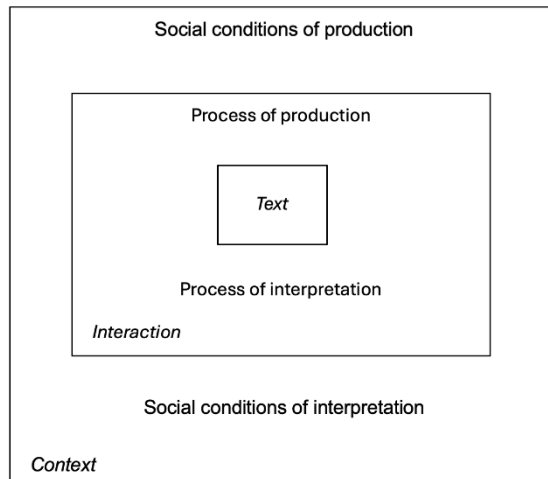 Social conditions of production
Process of production
Text
Process of interpretation
Interaction
Social conditions of interpretation
Context